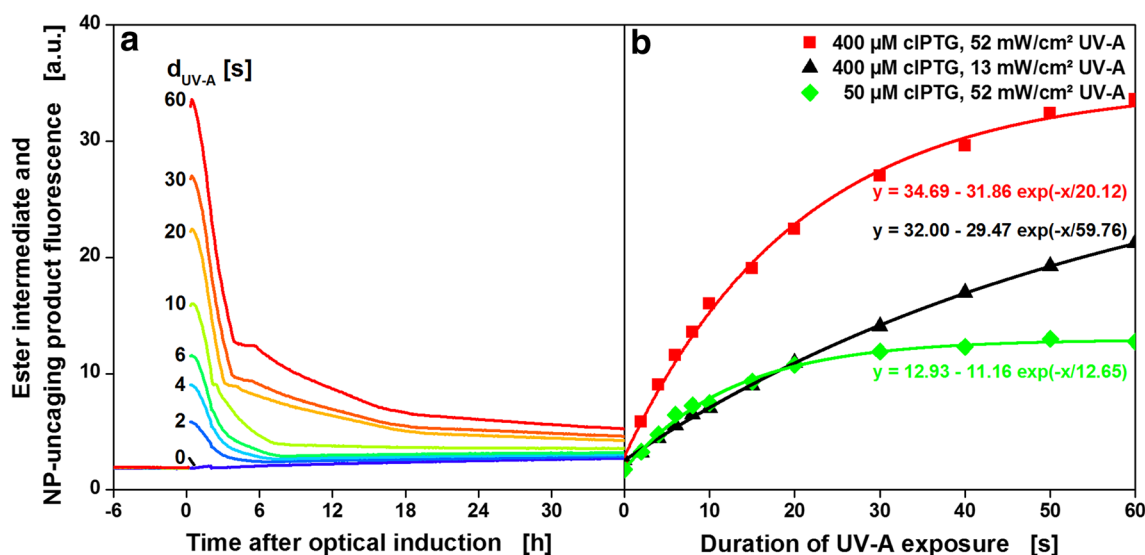 Ester intermediate and
NP-uncaging product fluorescence [a.u.]
40
30
20
10
0
a
d_UV-A [s]
60
30
20
10
6
4
2
0
-6 0 6 12 18 24 30
Time after optical induction [h]
b
400 µM cIPTG, 52 mW/cm² UV-A
400 µM cIPTG, 13 mW/cm² UV-A
50 µM cIPTG, 52 mW/cm² UV-A
y = 34.69 - 31.86 exp(-x/20.12)
y = 32.00 - 29.47 exp(-x/59.76)
y = 12.93 - 11.16 exp(-x/12.65)
0 10 20 30 40 50 60
Duration of UV-A exposure [s]